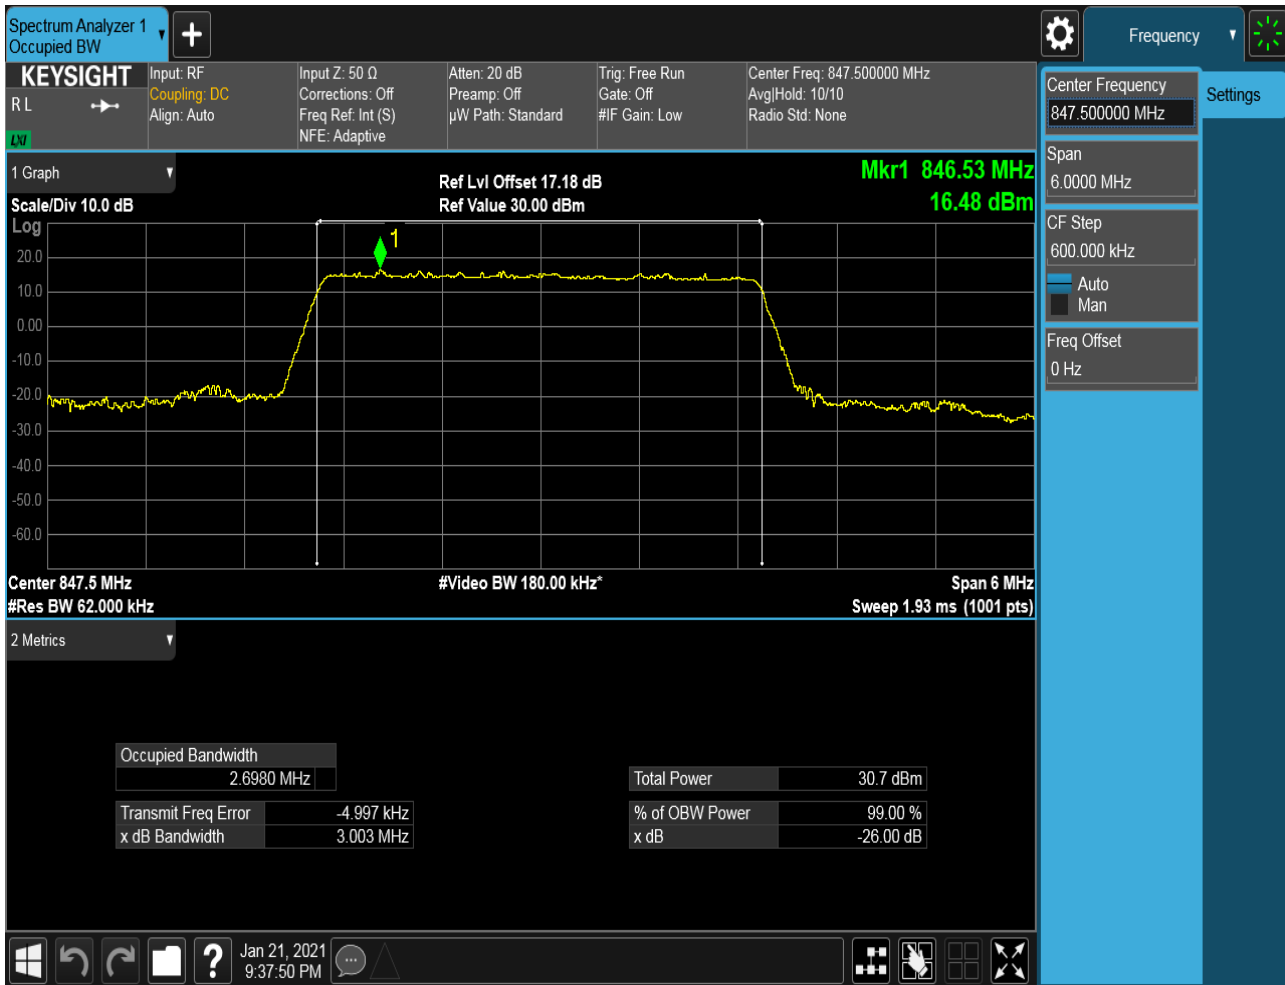 Spectrum Analyzer 1
Occupied BW
Frequency
KEYSIGHT
R L
LXI
Input: RF
Coupling: DC
Align: Auto
Input Z: 50 Ω
Corrections: Off
Freq Ref: Int (S)
NFE: Adaptive
Atten: 20 dB
Preamp: Off
µW Path: Standard
Trig: Free Run
Gate: Off
#IF Gain: Low
Center Freq: 847.500000 MHz
Avg|Hold: 10/10
Radio Std: None
Center Frequency
847.500000 MHz
Settings
Span
6.0000 MHz
CF Step
600.000 kHz
Auto
Man
Freq Offset
0 Hz
1 Graph
Ref Lvl Offset 17.18 dB
Mkr1 846.53 MHz
Scale/Div 10.0 dB
Ref Value 30.00 dBm
16.48 dBm
Log
1
20.0
10.0
0.00
-10.0
-20.0
-30.0
-40.0
-50.0
-60.0
Center 847.5 MHz
#Video BW 180.00 kHz*
Span 6 MHz
#Res BW 62.000 kHz
Sweep 1.93 ms (1001 pts)
2 Metrics
Occupied Bandwidth
2.6980 MHz
Total Power 30.7 dBm
Transmit Freq Error -4.997 kHz
% of OBW Power 99.00 %
x dB Bandwidth 3.003 MHz
x dB -26.00 dB
?
Jan 21, 2021
9:37:50 PM